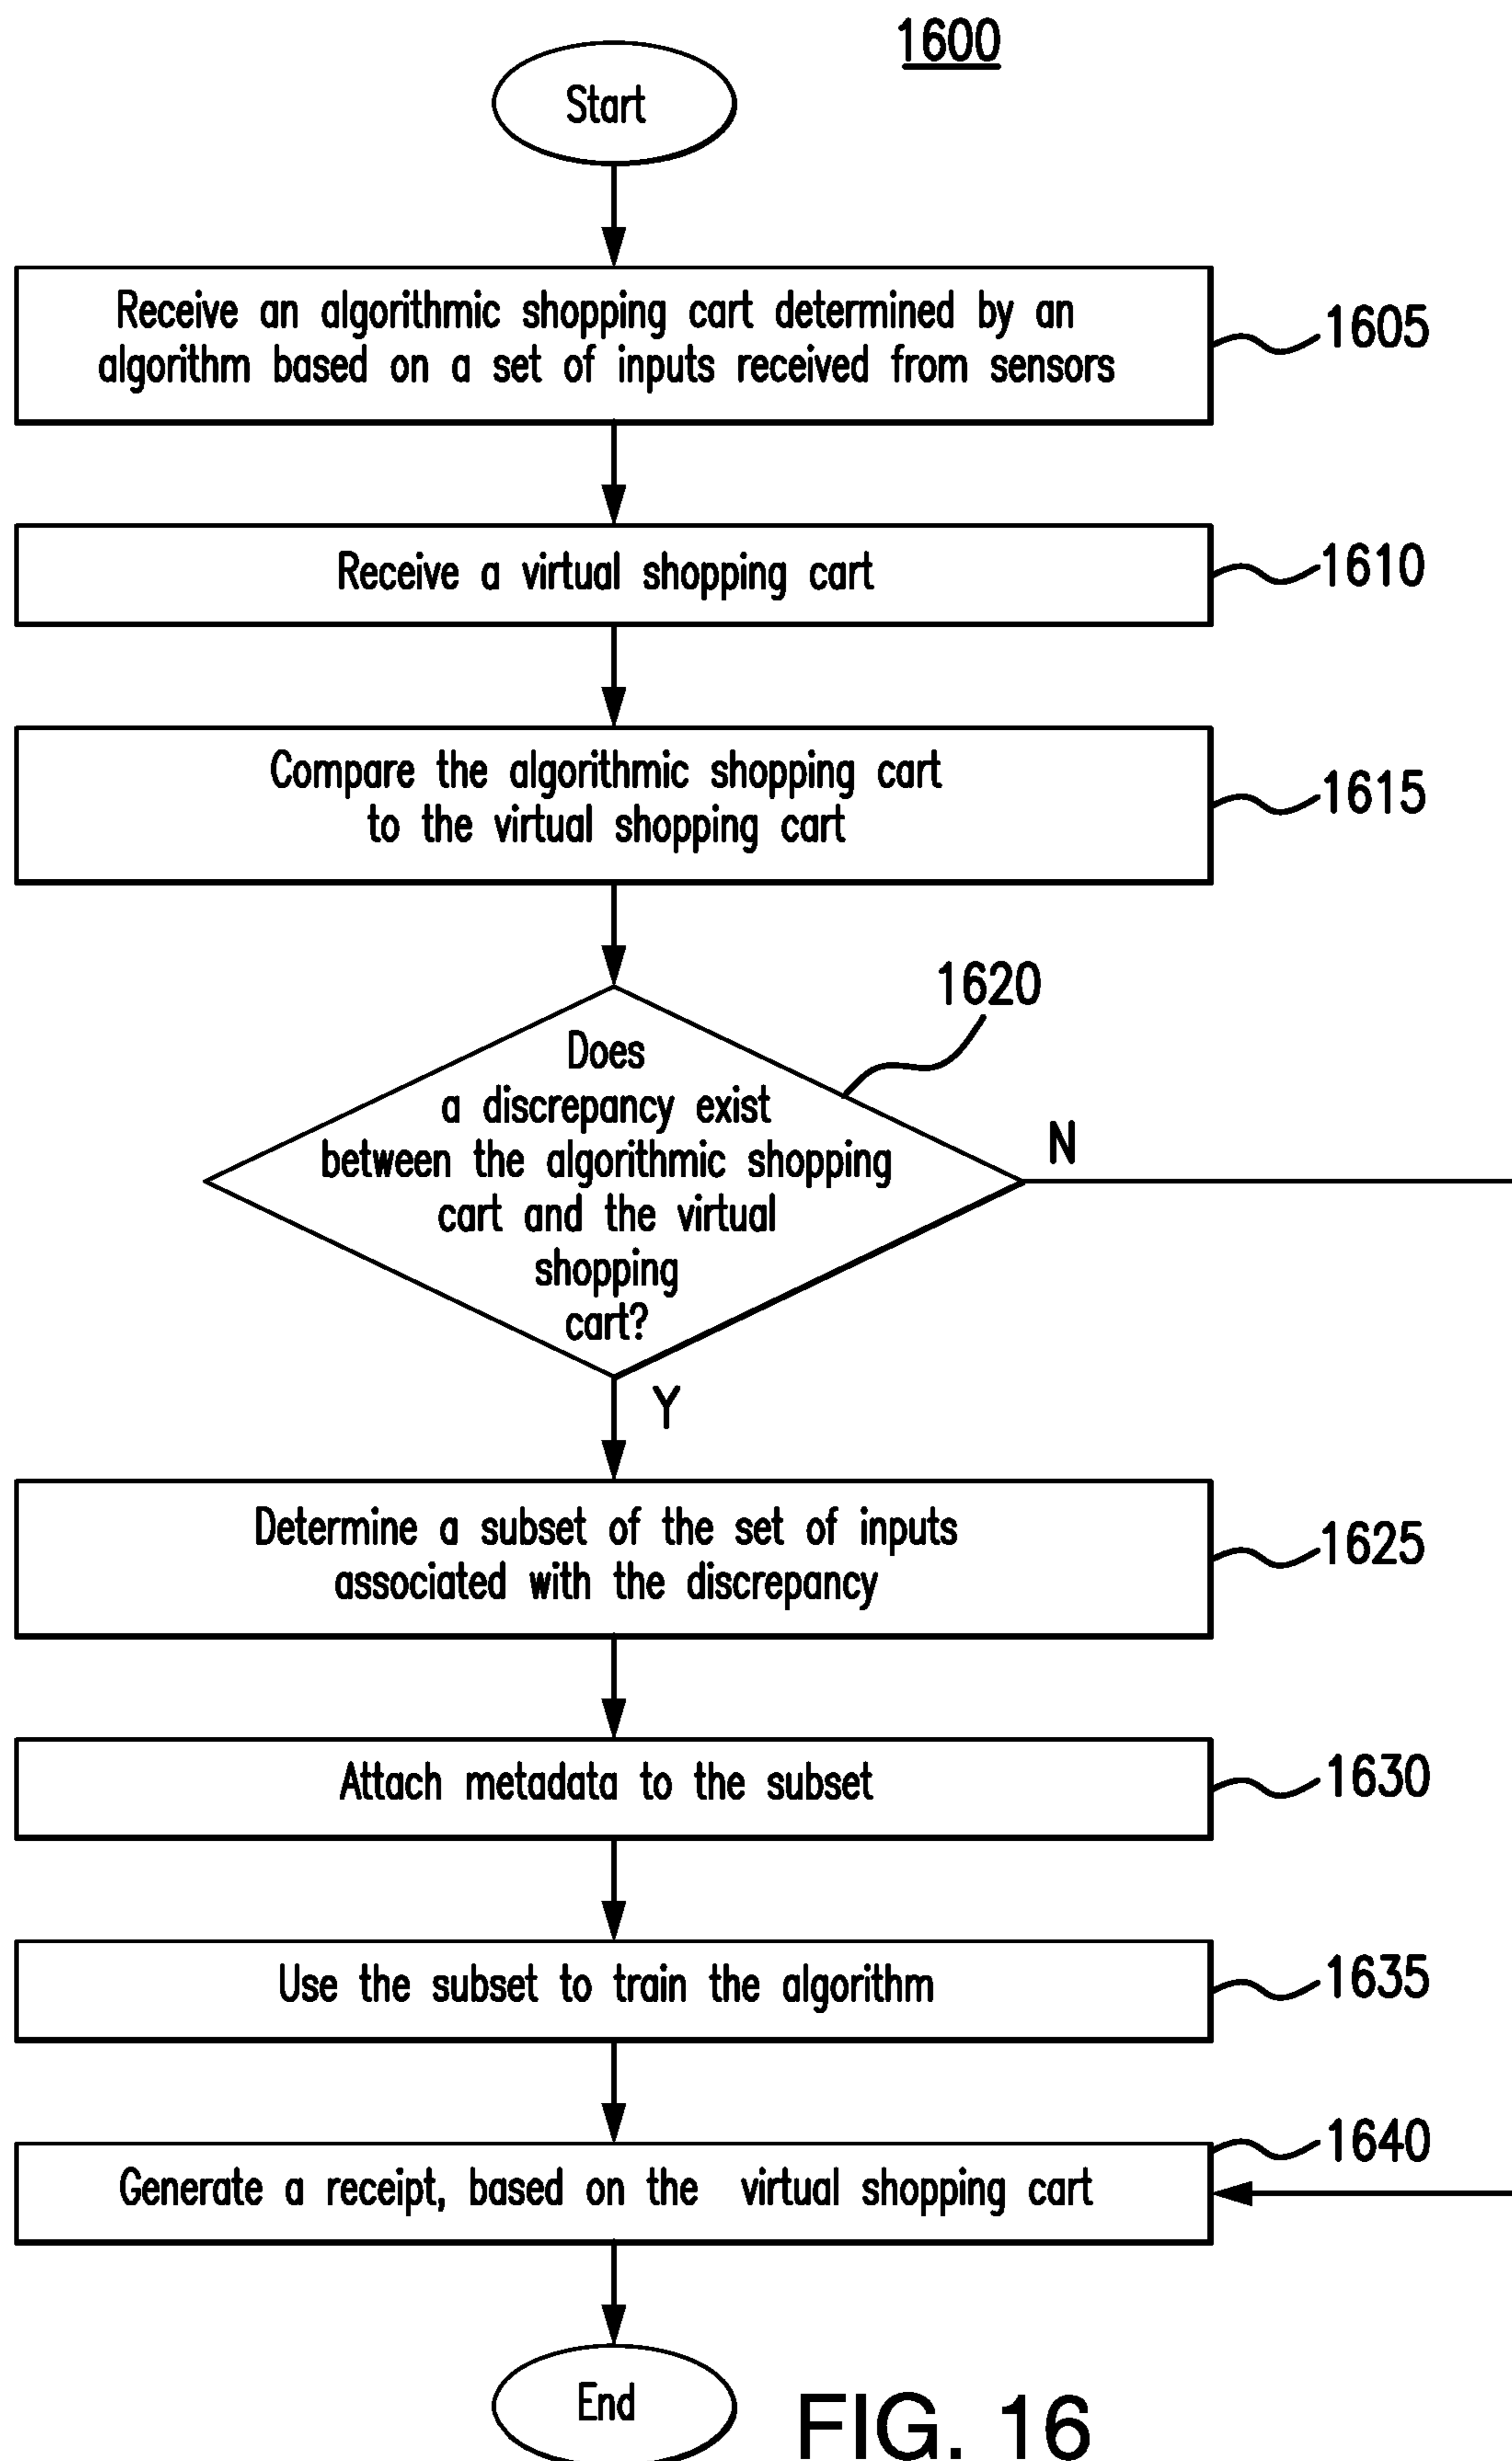 1600
Start
Receive an algorithmic shopping cart determined by an
algorithm based on a set of inputs received from sensors
1605
Receive a virtual shopping cart
1610
Compare the algorithmic shopping cart
to the virtual shopping cart
1615
1620
Does
a discrepancy exist
between the algorithmic shopping
cart and the virtual
shopping
cart?
N
Y
Determine a subset of the set of inputs
associated with the discrepancy
1625
Attach metadata to the subset
1630
Use the subset to train the algorithm
1635
Generate a receipt, based on the virtual shopping cart
1640
End
FIG. 16